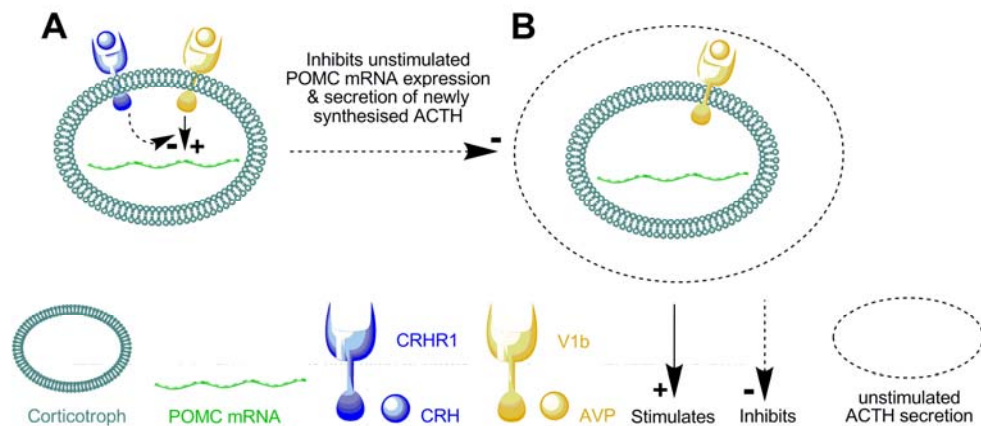 A
B
Inhibits unstimulated
POMC mRNA expression
& secretion of newly
synthesised ACTH
-
- +
CRHR1
V1b
+
-
Corticotroph
POMC mRNA
CRH
AVP
Stimulates
Inhibits
unstimulated
ACTH secretion